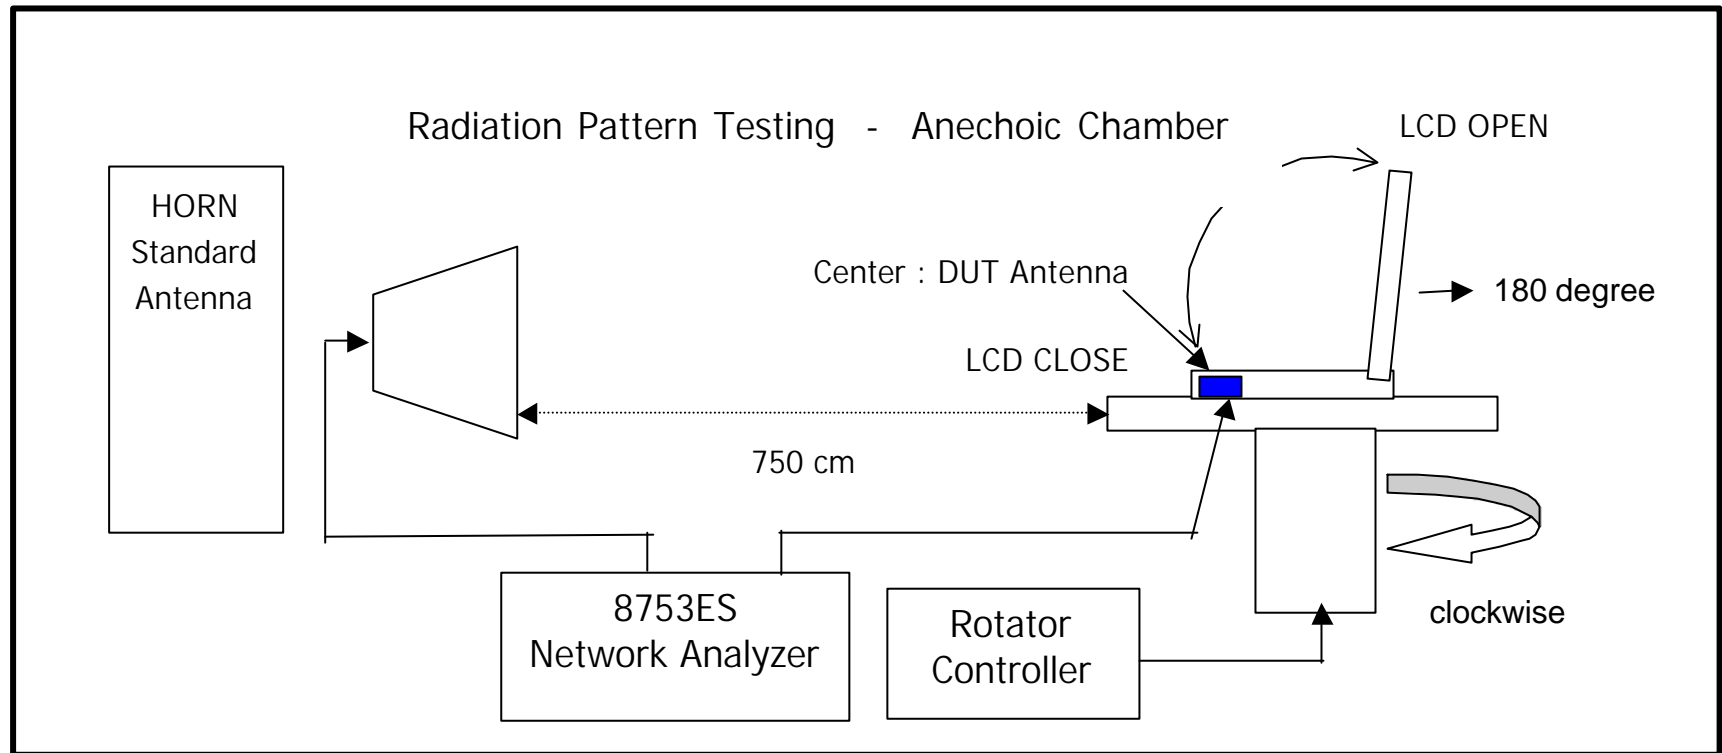 Radiation Pattern Testing - Anechoic Chamber
LCD OPEN
HORN
Standard
Antenna
Center : DUT Antenna
180 degree
LCD CLOSE
750 cm
8753ES
Network Analyzer
Rotator
Controller
clockwise